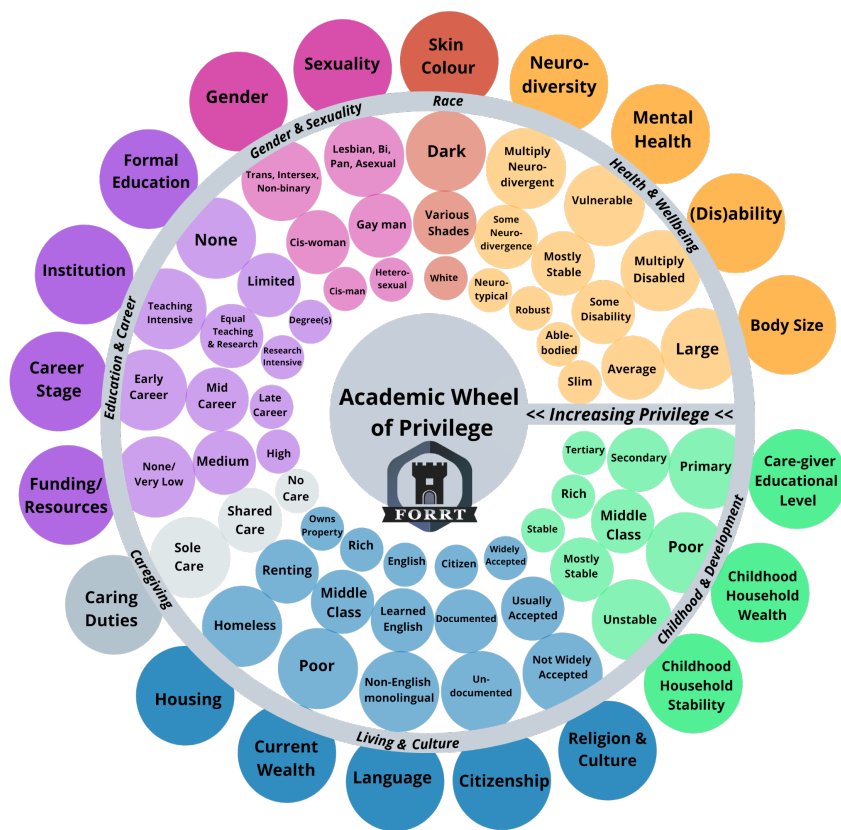 Academic Wheel
of Privilege
FORRT
<< Increasing Privilege <<
Race
Skin
Colour
Dark
Various
Shades
White
Health & Wellbeing
Neuro-
diversity
Multiply
Neuro-
divergent
Some
Neuro-
divergence
Neuro-
typical
Mental
Health
Vulnerable
Mostly
Stable
Robust
(Dis)ability
Multiply
Disabled
Some
Disability
Able-
bodied
Body Size
Large
Average
Slim
Childhood & Development
Care-giver
Educational
Level
Primary
Secondary
Tertiary
Childhood
Household
Wealth
Poor
Middle
Class
Rich
Childhood
Household
Stability
Unstable
Mostly
Stable
Stable
Living & Culture
Religion &
Culture
Not Widely
Accepted
Usually
Accepted
Widely
Accepted
Citizenship
Un-
documented
Documented
Citizen
Language
Non-English
monolingual
Learned
English
English
Current
Wealth
Poor
Middle
Class
Rich
Housing
Homeless
Renting
Owns
Property
Caregiving
Caring
Duties
Sole
Care
Shared
Care
No
Care
Education & Career
Funding/
Resources
None/
Very Low
Medium
High
Career
Stage
Early
Career
Mid
Career
Late
Career
Institution
Teaching
Intensive
Equal
Teaching
& Research
Research
Intensive
Formal
Education
None
Limited
Degree(s)
Gender & Sexuality
Gender
Trans, Intersex,
Non-binary
Cis-woman
Cis-man
Sexuality
Lesbian, Bi,
Pan, Asexual
Gay man
Hetero-
sexual